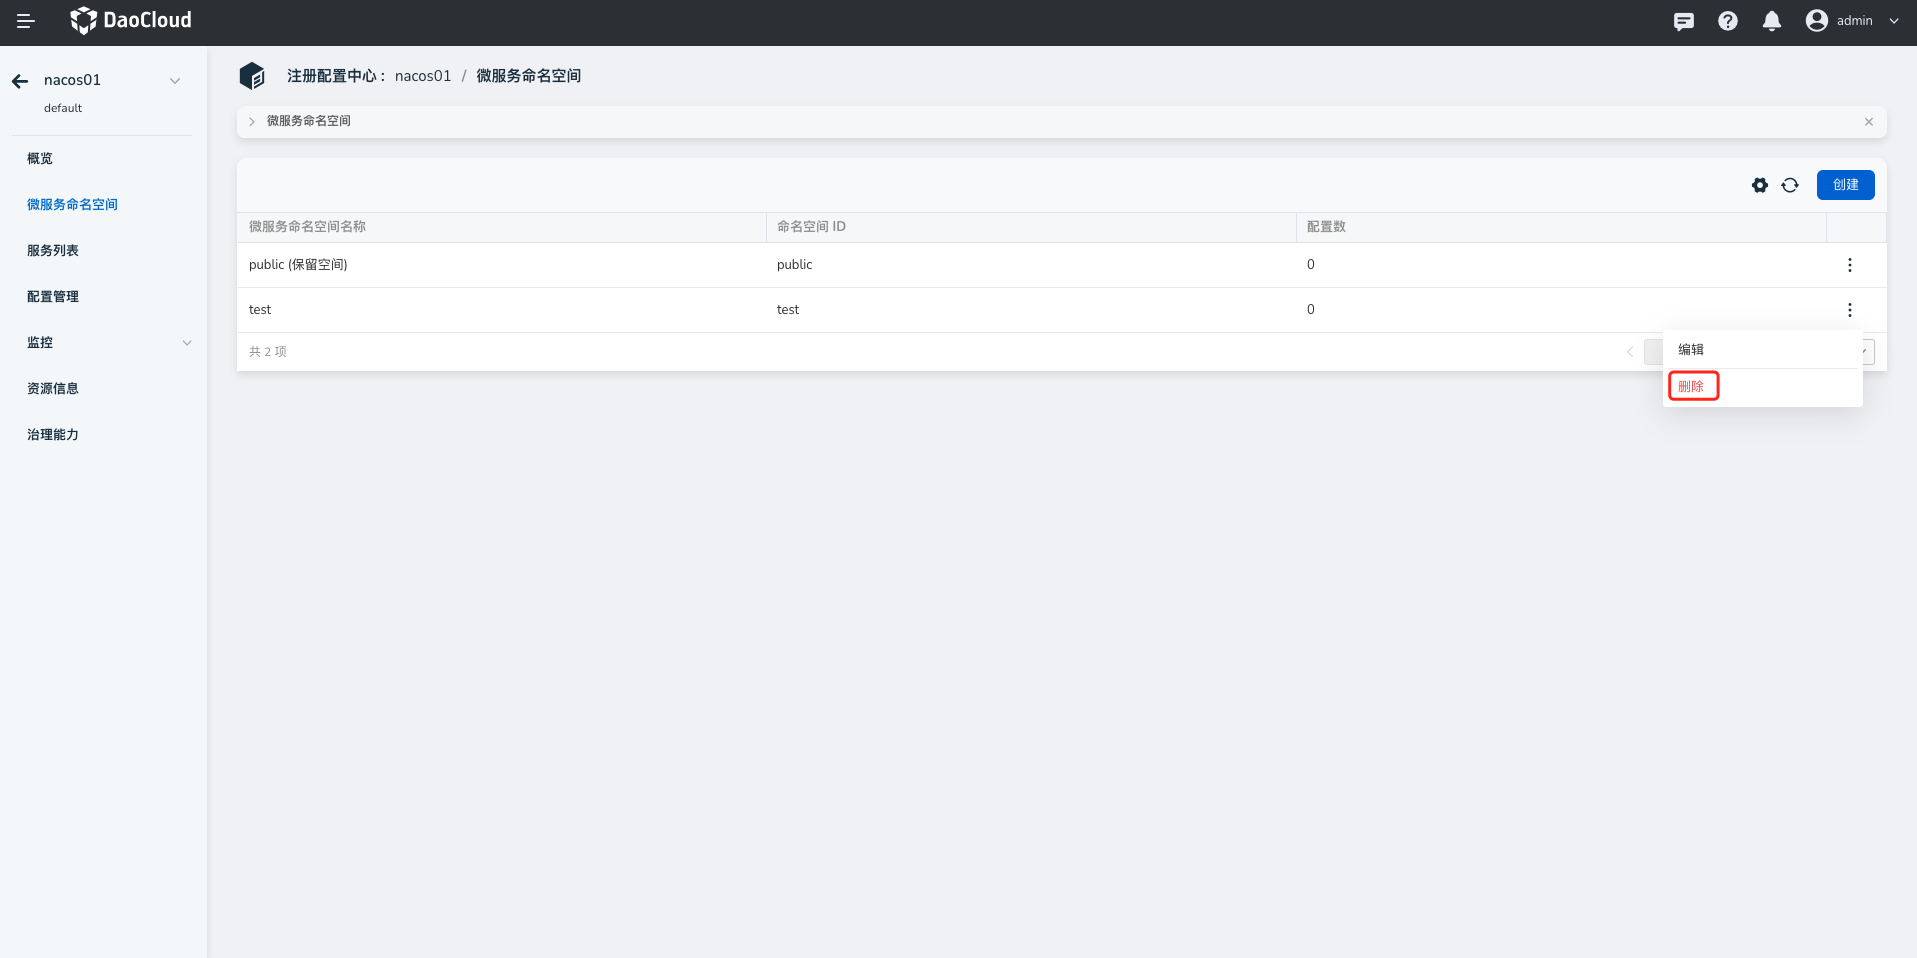 DaoCloud
admin
nacos01
default
概览
微服务命名空间
服务列表
配置管理
监控
资源信息
治理能力
注册配置中心： nacos01 / 微服务命名空间
微服务命名空间
创建
微服务命名空间名称 命名空间 ID 配置数
public (保留空间) public 0
test test 0
共 2 项
编辑
删除